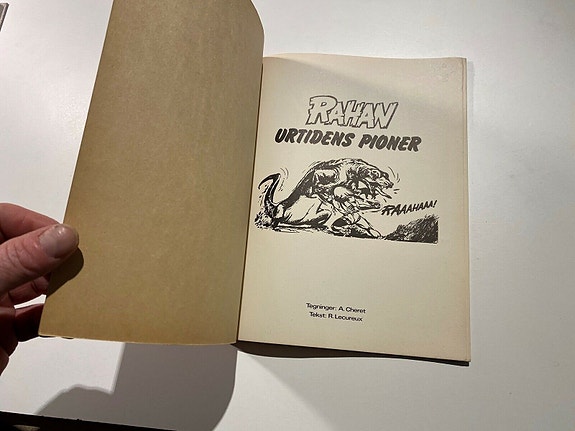 RAHAN
URTIDENS PIONER
RAAAHAAA!
Tegninger: A. Cheret
Tekst: R. Lecureux